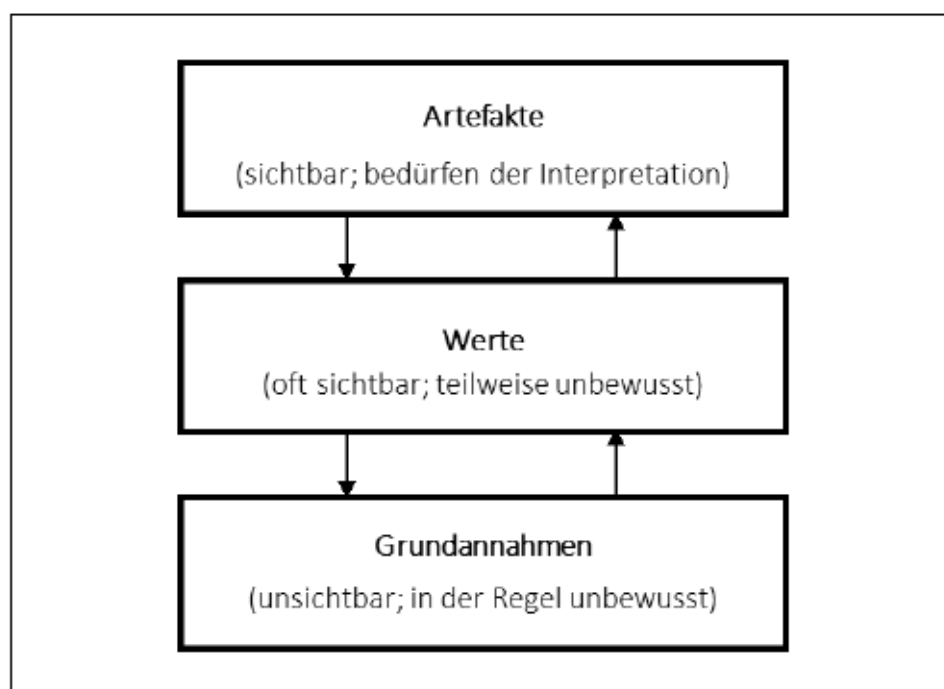 Artefakte
(sichtbar; bedürfen der Interpretation)
Werte
(oft sichtbar; teilweise unbewusst)
Grundannahmen
(unsichtbar; in der Regel unbewusst)